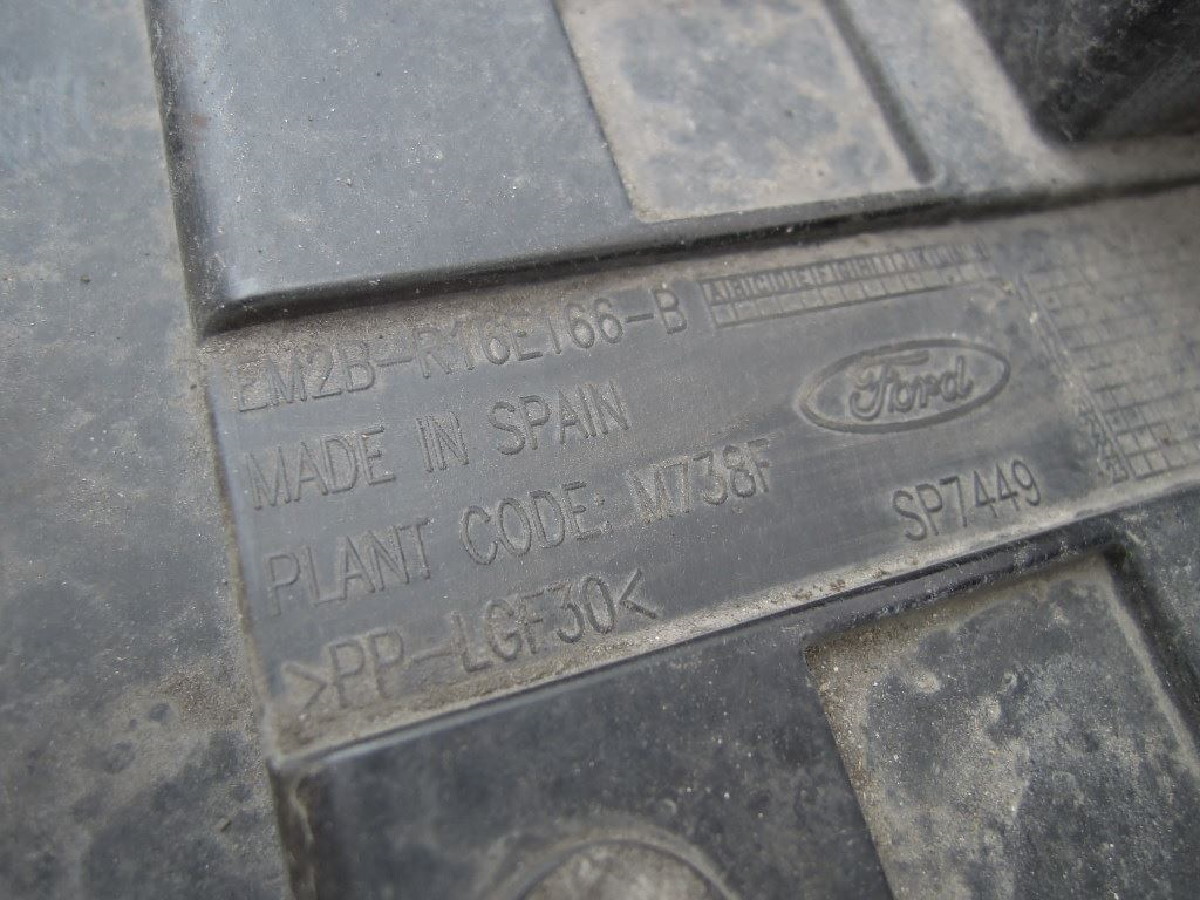 EM2B-R16E166-B
MADE IN SPAIN
Ford
PLANT CODE: M738F
SP7449
>PP-LGF30<